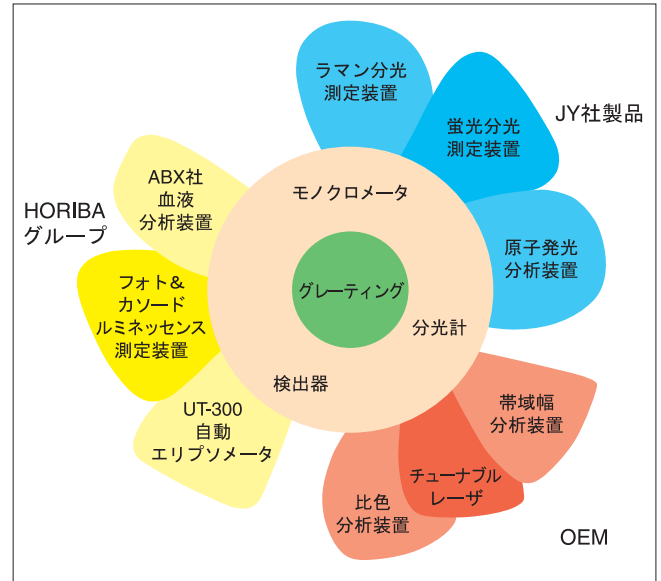 ラマン分光
測定装置
蛍光分光
測定装置
JY社製品
ABX社
血液
分析装置
HORIBA
グループ
モノクロメータ
原子発光
分析装置
フォト&
カソード
ルミネッセンス
測定装置
グレーティング
分光計
検出器
UT-300
自動
エリプソメータ
帯域幅
分析装置
チューナブル
レーザ
比色
分析装置
OEM